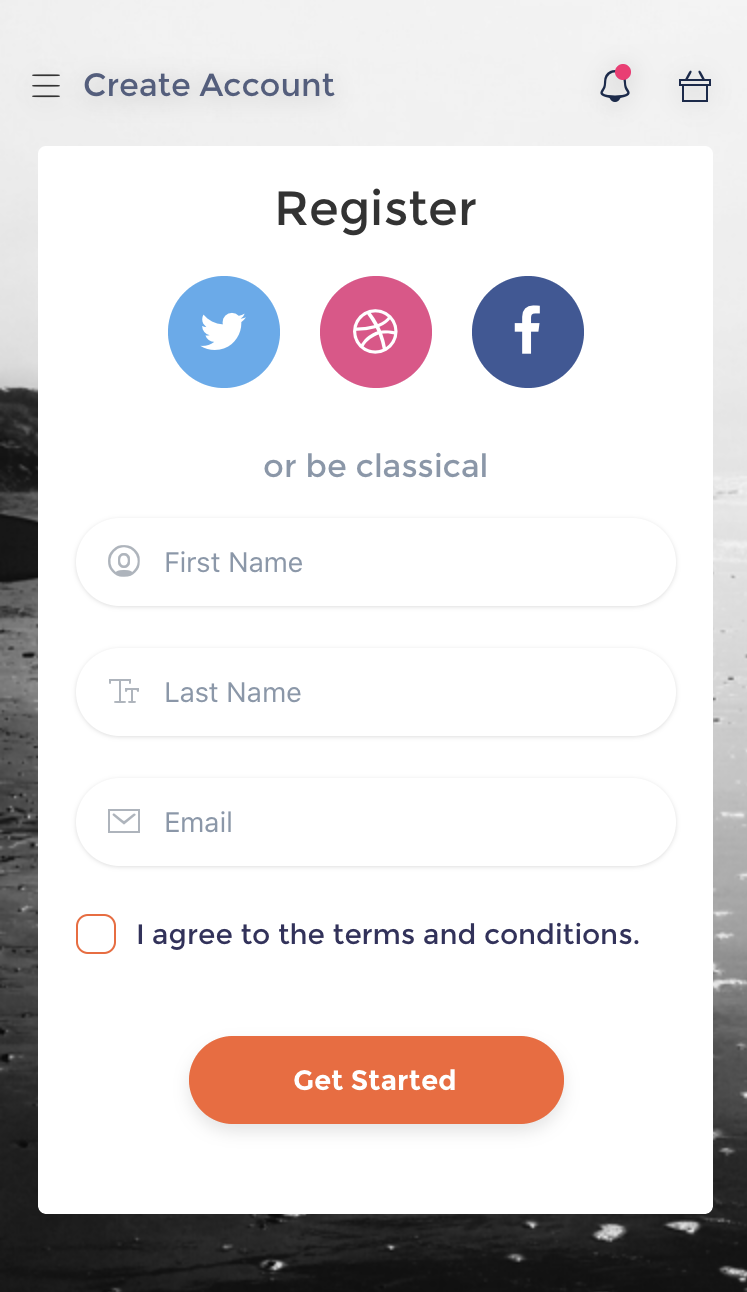 Create Account
Register
or be classical
First Name
Last Name
Email
I agree to the terms and conditions.
Get Started